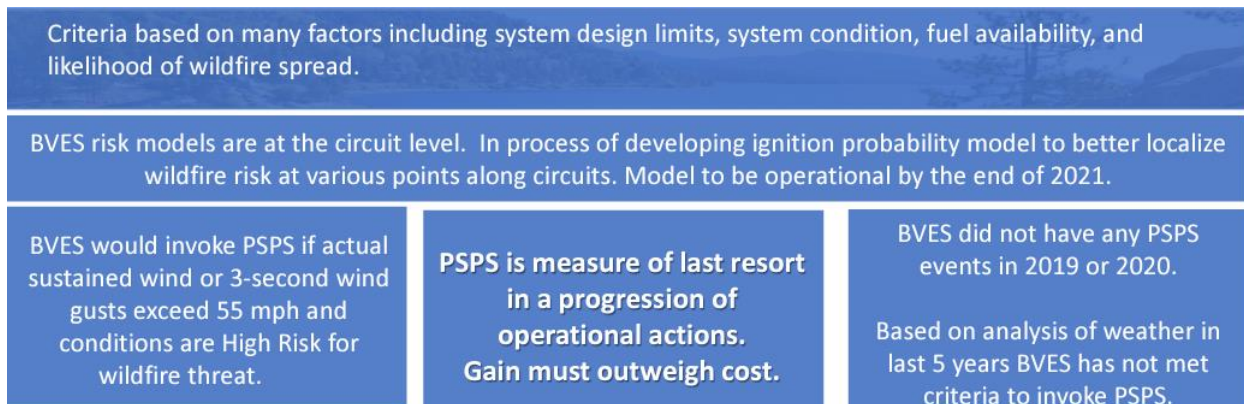 Criteria based on many factors including system design limits, system condition, fuel availability, and
likelihood of wildfire spread.
BVES risk models are at the circuit level. In process of developing ignition probability model to better localize
wildfire risk at various points along circuits. Model to be operational by the end of 2021.
BVES would invoke PSPS if actual
sustained wind or 3-second wind
gusts exceed 55 mph and
conditions are High Risk for
wildfire threat.
PSPS is measure of last resort
in a progression of
operational actions.
Gain must outweigh cost.
BVES did not have any PSPS
events in 2019 or 2020.
Based on analysis of weather in
last 5 years BVES has not met
criteria to invoke PSPS.